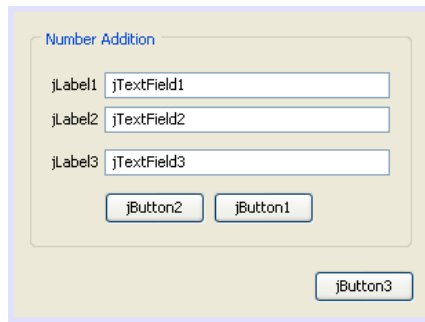 Number Addition
jLabel1 jTextField1
jLabel2 jTextField2
jLabel3 jTextField3
jButton2 jButton1
jButton3